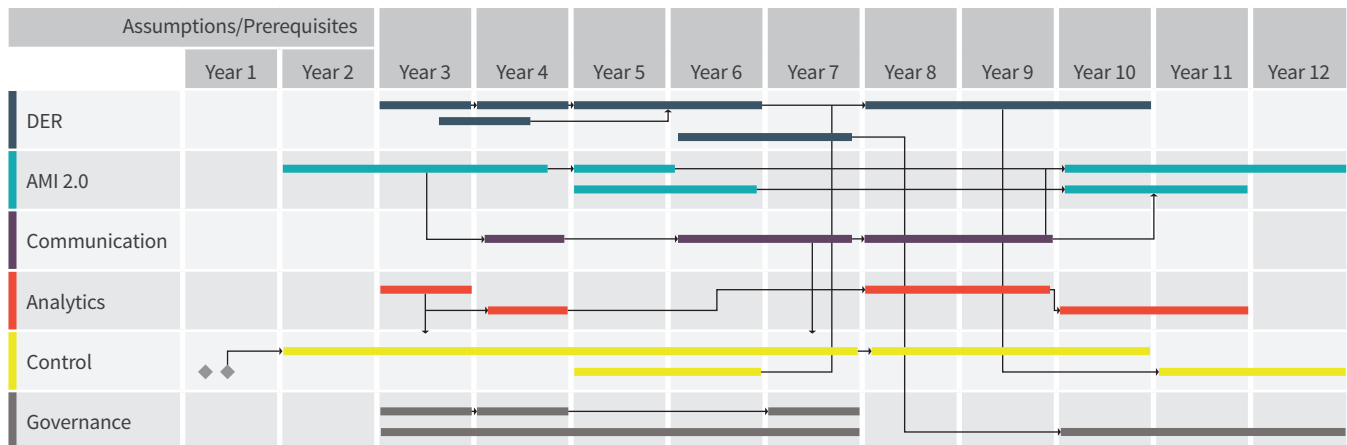 Assumptions/Prerequisites
Year 1 Year 2 Year 3 Year 4 Year 5 Year 6 Year 7 Year 8 Year 9 Year 10 Year 11 Year 12
DER
AMI 2.0
Communication
Analytics
Control
Governance